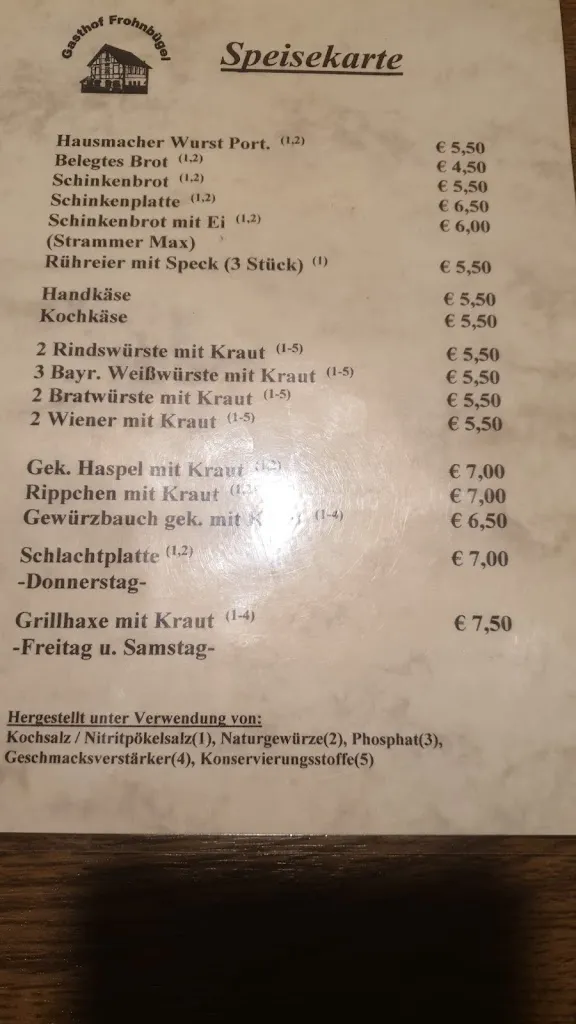 Gasthof Frohnbügel
Speisekarte
Hausmacher Wurst Port. (1,2) € 5,50
Belegtes Brot (1,2) € 4,50
Schinkenbrot (1,2) € 5,50
Schinkenplatte (1,2) € 6,50
Schinkenbrot mit Ei (1,2) € 6,00
(Strammer Max)
Rühreier mit Speck (3 Stück) (1) € 5,50
Handkäse € 5,50
Kochkäse € 5,50
2 Rindswürste mit Kraut (1-5) € 5,50
3 Bayr. Weißwürste mit Kraut (1-5) € 5,50
2 Bratwürste mit Kraut (1-5) € 5,50
2 Wiener mit Kraut (1-5) € 5,50
Gek. Haspel mit Kraut (1,2) € 7,00
Rippchen mit Kraut (1,2) € 7,00
Gewürzbauch gek. mit (1-4) € 6,50
Schlachtplatte (1,2) € 7,00
-Donnerstag-
Grillhaxe mit Kraut (1-4) € 7,50
-Freitag u. Samstag-
Hergestellt unter Verwendung von:
Kochsalz / Nitritpökelsalz(1), Naturgewürze(2), Phosphat(3),
Geschmacksverstärker(4), Konservierungsstoffe(5)